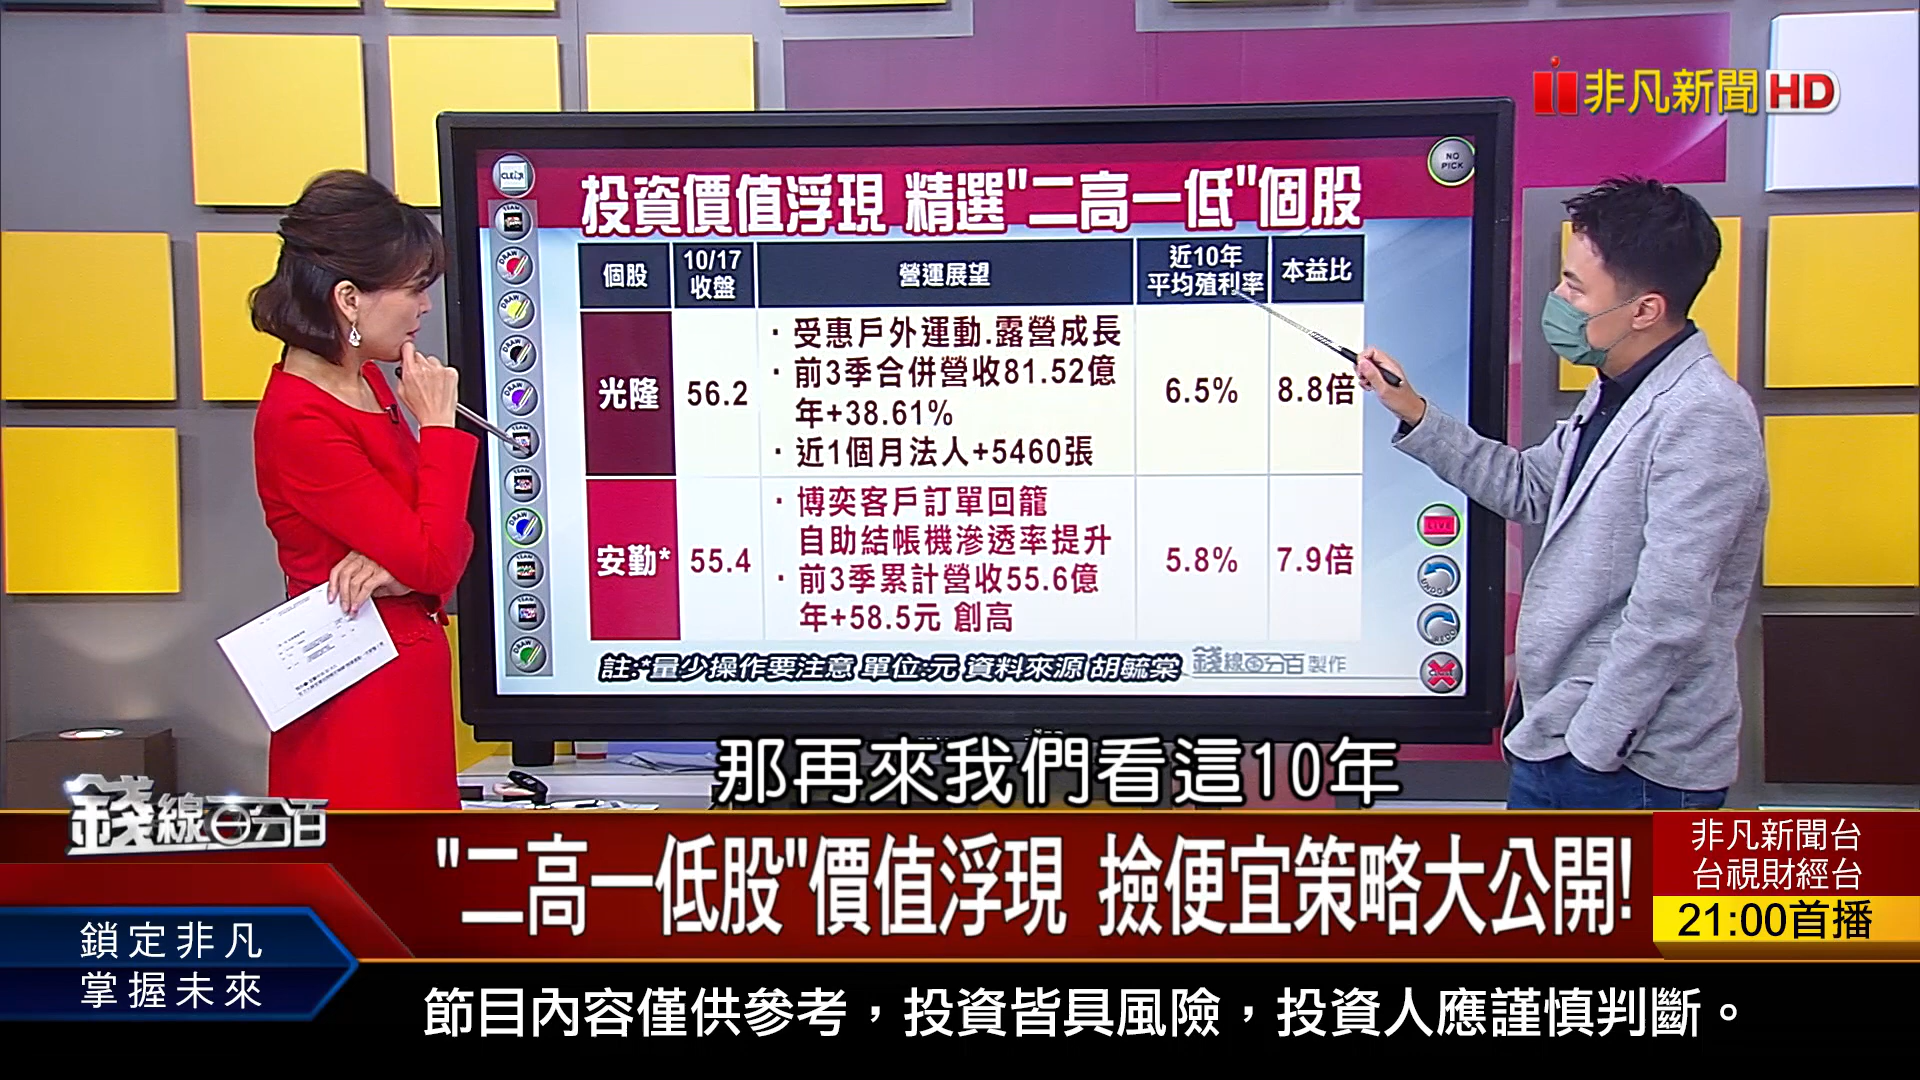 非凡新聞HD
NO PICK
CLEAR
投資價值浮現 精選"二高一低"個股
個股
10/17
收盤
營運展望
近10年
平均殖利率
本益比
光隆
56.2
·受惠戶外運動.露營成長
·前3季合併營收81.52億
年+38.61%
·近1個月法人+5460張
6.5%
8.8倍
安勤*
55.4
·博奕客戶訂單回籠
自助結帳機滲透率提升
·前3季累計營收55.6億
年+58.5元 創高
5.8%
7.9倍
註:*量少操作要注意 單位:元 資料來源 胡毓棠
錢線百分百 製作
DRAW
DRAW
DRAW
DRAW
DRAW
DRAW
LIVE
UNDO
REDO
那再來我們看這10年
錢線百分百
"二高一低股"價值浮現 撿便宜策略大公開!
非凡新聞台
台視財經台
21:00首播
鎖定非凡
掌握未來
節目內容僅供參考，投資皆具風險，投資人應謹慎判斷。